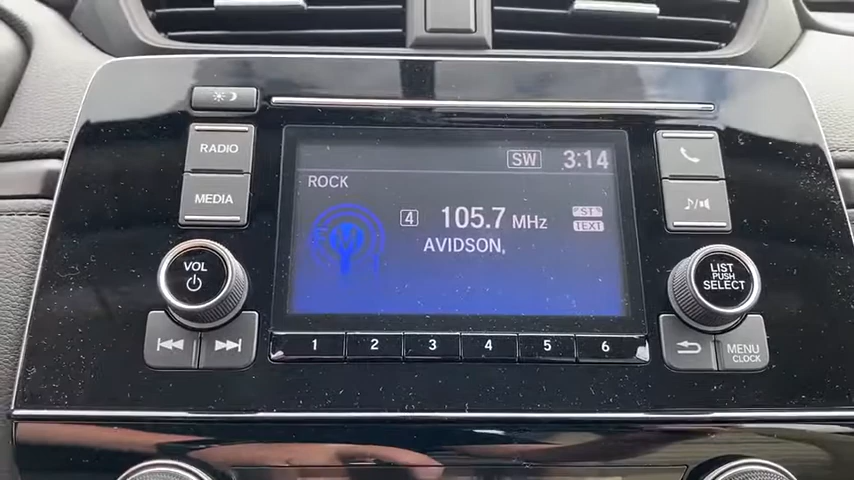 RADIO
MEDIA
VOL
SW 3:14
ROCK
4 105.7 MHz ST
AVIDSON, TEXT
LIST
PUSH
SELECT
1 2 3 4 5 6
MENU
CLOCK